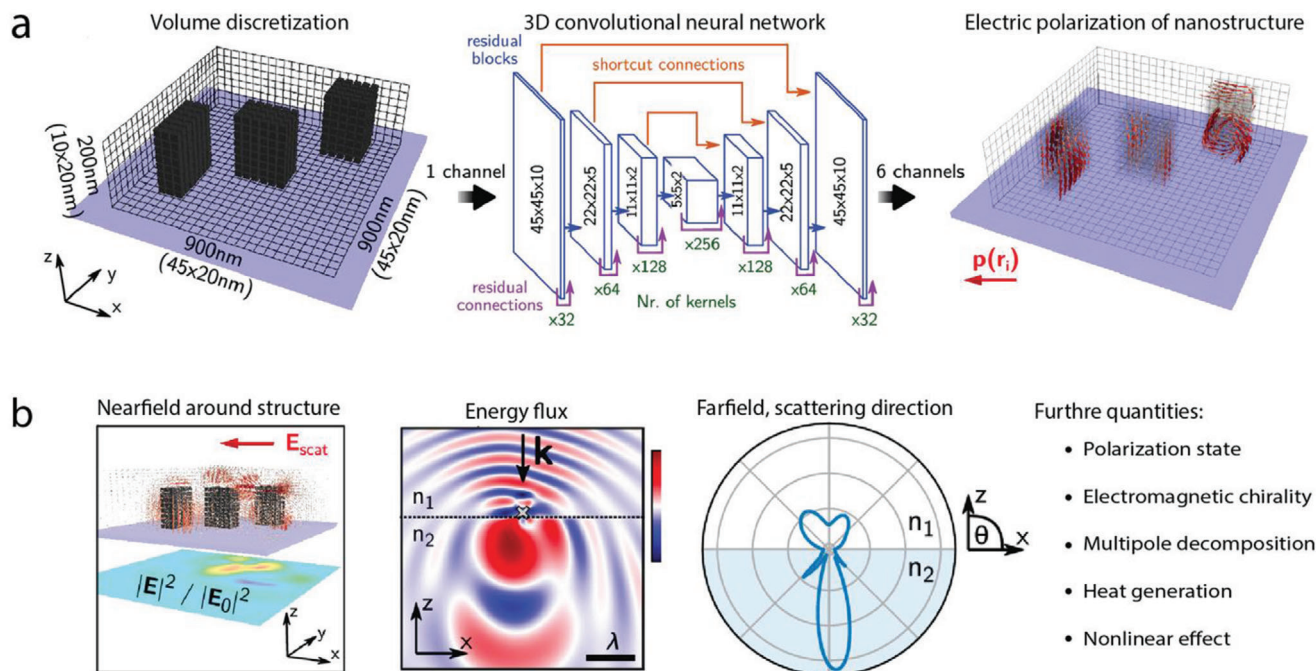 a
Volume discretization
3D convolutional neural network
Electric polarization of nanostructure
residual
blocks
shortcut connections
200nm
(10x20nm)
900nm
(45x20nm)
900nm
(45x20nm)
z
y
x
1 channel
45x45x10
22x22x5
11x11x2
5x5x2
11x11x2
22x22x5
45x45x10
6 channels
residual
connections
x32
x64
x128
x256
x128
x64
x32
Nr. of kernels
p(rᵢ)
b
Nearfield around structure
Energy flux
Farfield, scattering direction
Furthre quantities:
E_scat
|E|² / |E₀|²
z
y
x
k
n₁
n₂
z
x
λ
n₁
n₂
z
θ
x
• Polarization state
• Electromagnetic chirality
• Multipole decomposition
• Heat generation
• Nonlinear effect